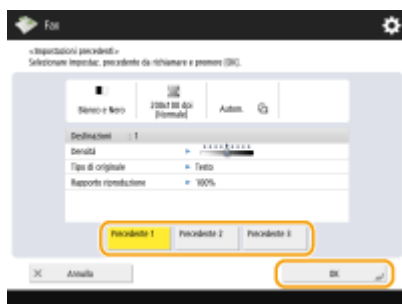 Fax
<Impostazioni precedenti>
Selezionare impostaz. precedente da richiamare e premere [OK].
Bianco e Nero
200x100 dpi
[Normale]
Autom.
Destinazioni : 1
Densità
Tipo di originale ► Testo
Rapporto riproduzione ► 100%
Precedente 1 Precedente 2 Precedente 3
Annulla OK